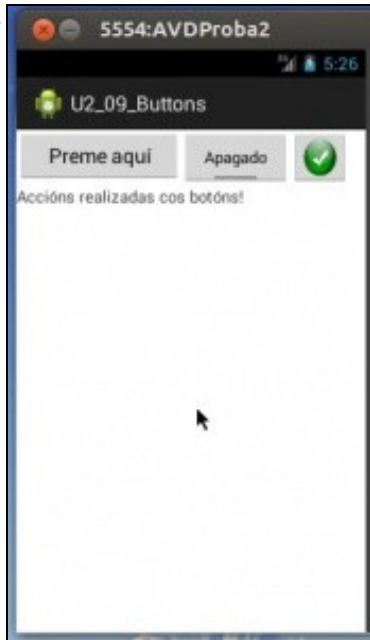 5554:AVDProba2
5:26
U2_09_Buttons
Preme aquí Apagado
Accións realizadas cos botóns!